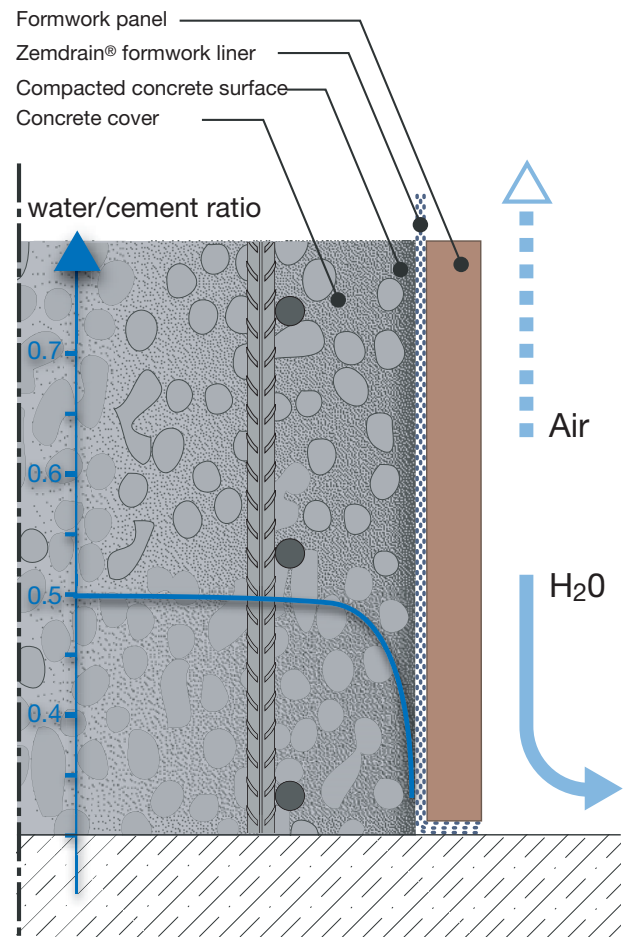 Formwork panel
Zemdrain® formwork liner
Compacted concrete surface
Concrete cover
water/cement ratio
0.7
0.6
0.5
0.4
Air
H₂0